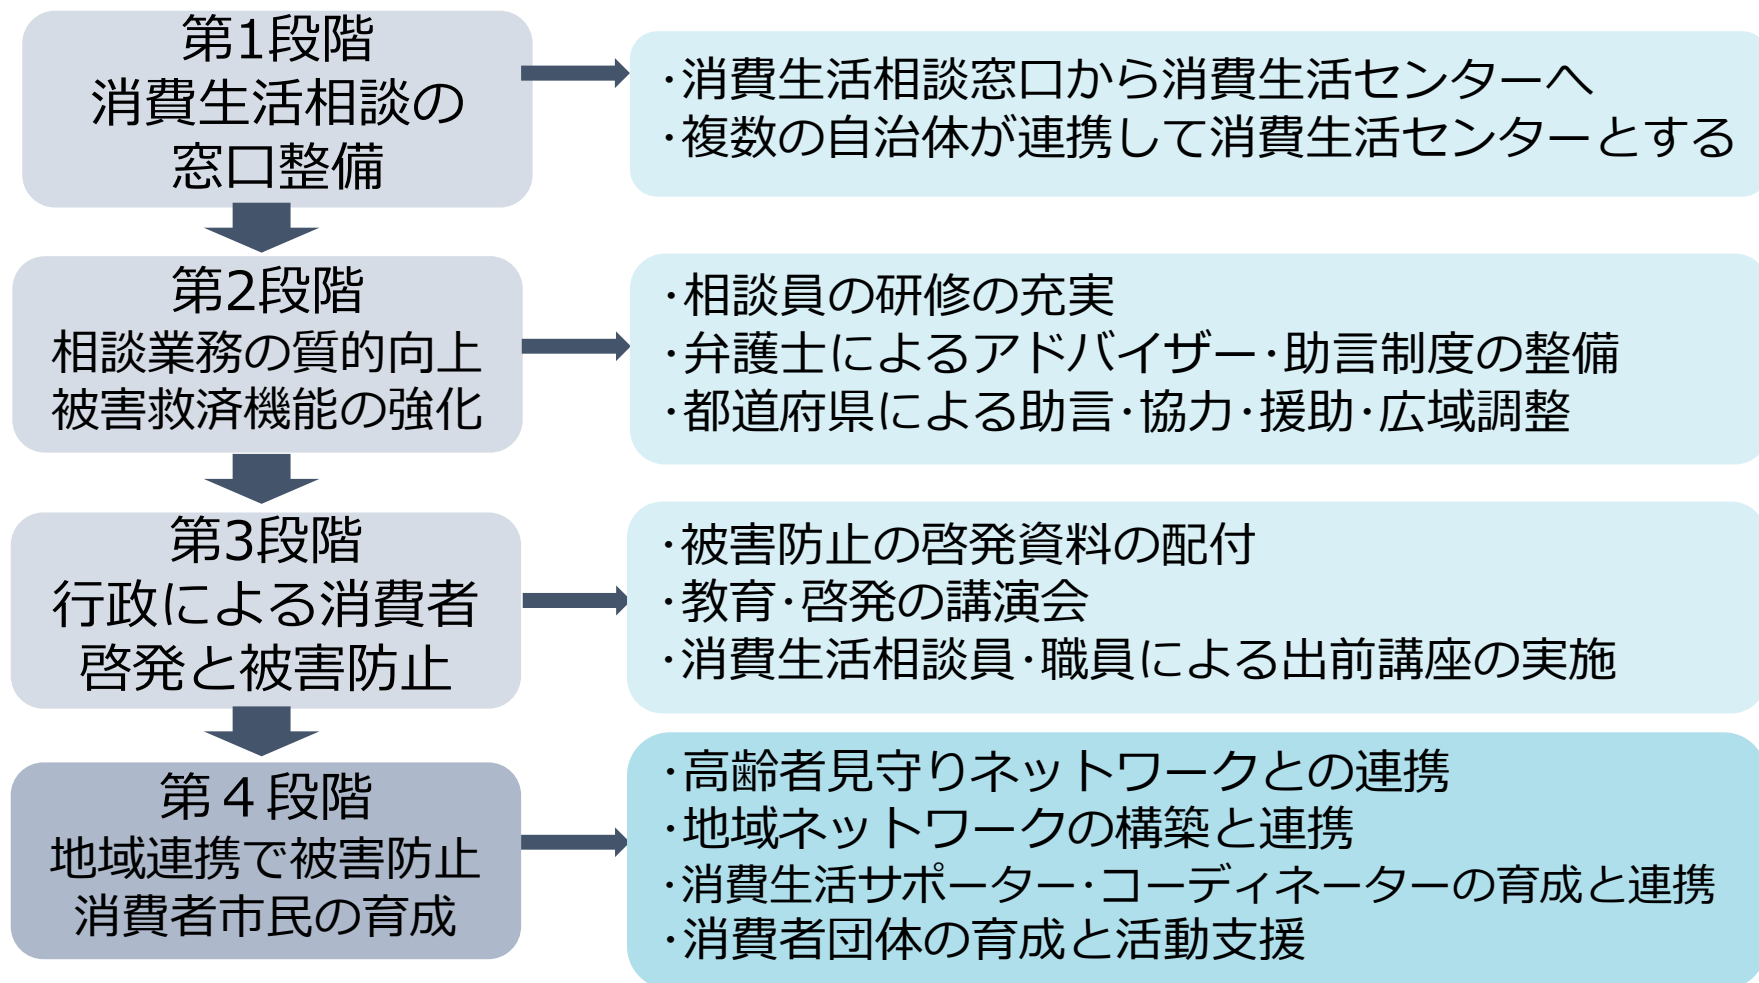 第1段階
消費生活相談の
窓口整備
･消費生活相談窓口から消費生活センターへ
･複数の自治体が連携して消費生活センターとする
第2段階
相談業務の質的向上
被害救済機能の強化
･相談員の研修の充実
･弁護士によるアドバイザー･助言制度の整備
･都道府県による助言･協力･援助･広域調整
第3段階
行政による消費者
啓発と被害防止
･被害防止の啓発資料の配付
･教育･啓発の講演会
･消費生活相談員･職員による出前講座の実施
第４段階
地域連携で被害防止
消費者市民の育成
･高齢者見守りネットワークとの連携
･地域ネットワークの構築と連携
･消費生活サポーター･コーディネーターの育成と連携
･消費者団体の育成と活動支援